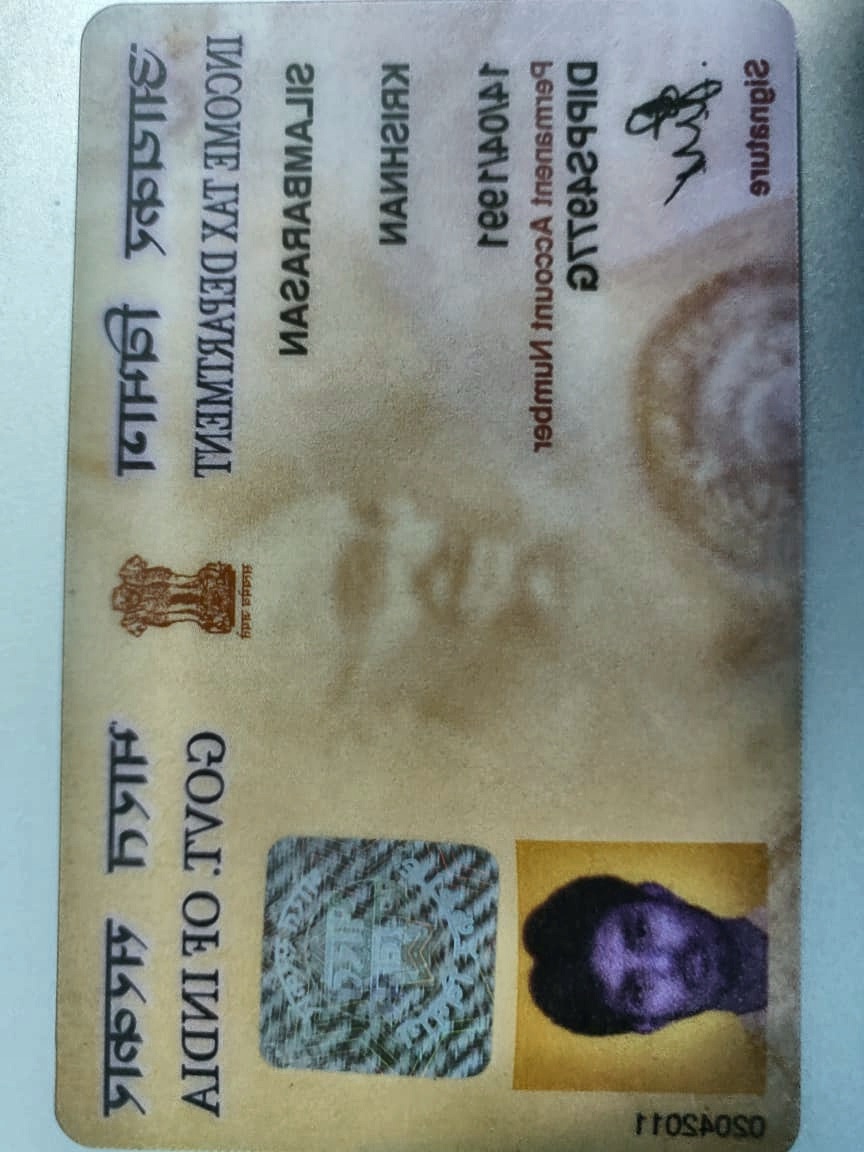 आयकर विभाग
भारत सरकार
INCOME TAX DEPARTMENT
GOVT. OF INDIA
सत्यमेव जयते
SILAMBARASAN
KRISHNAN
14/04/1991
Permanent Account Number
Signature
02042011